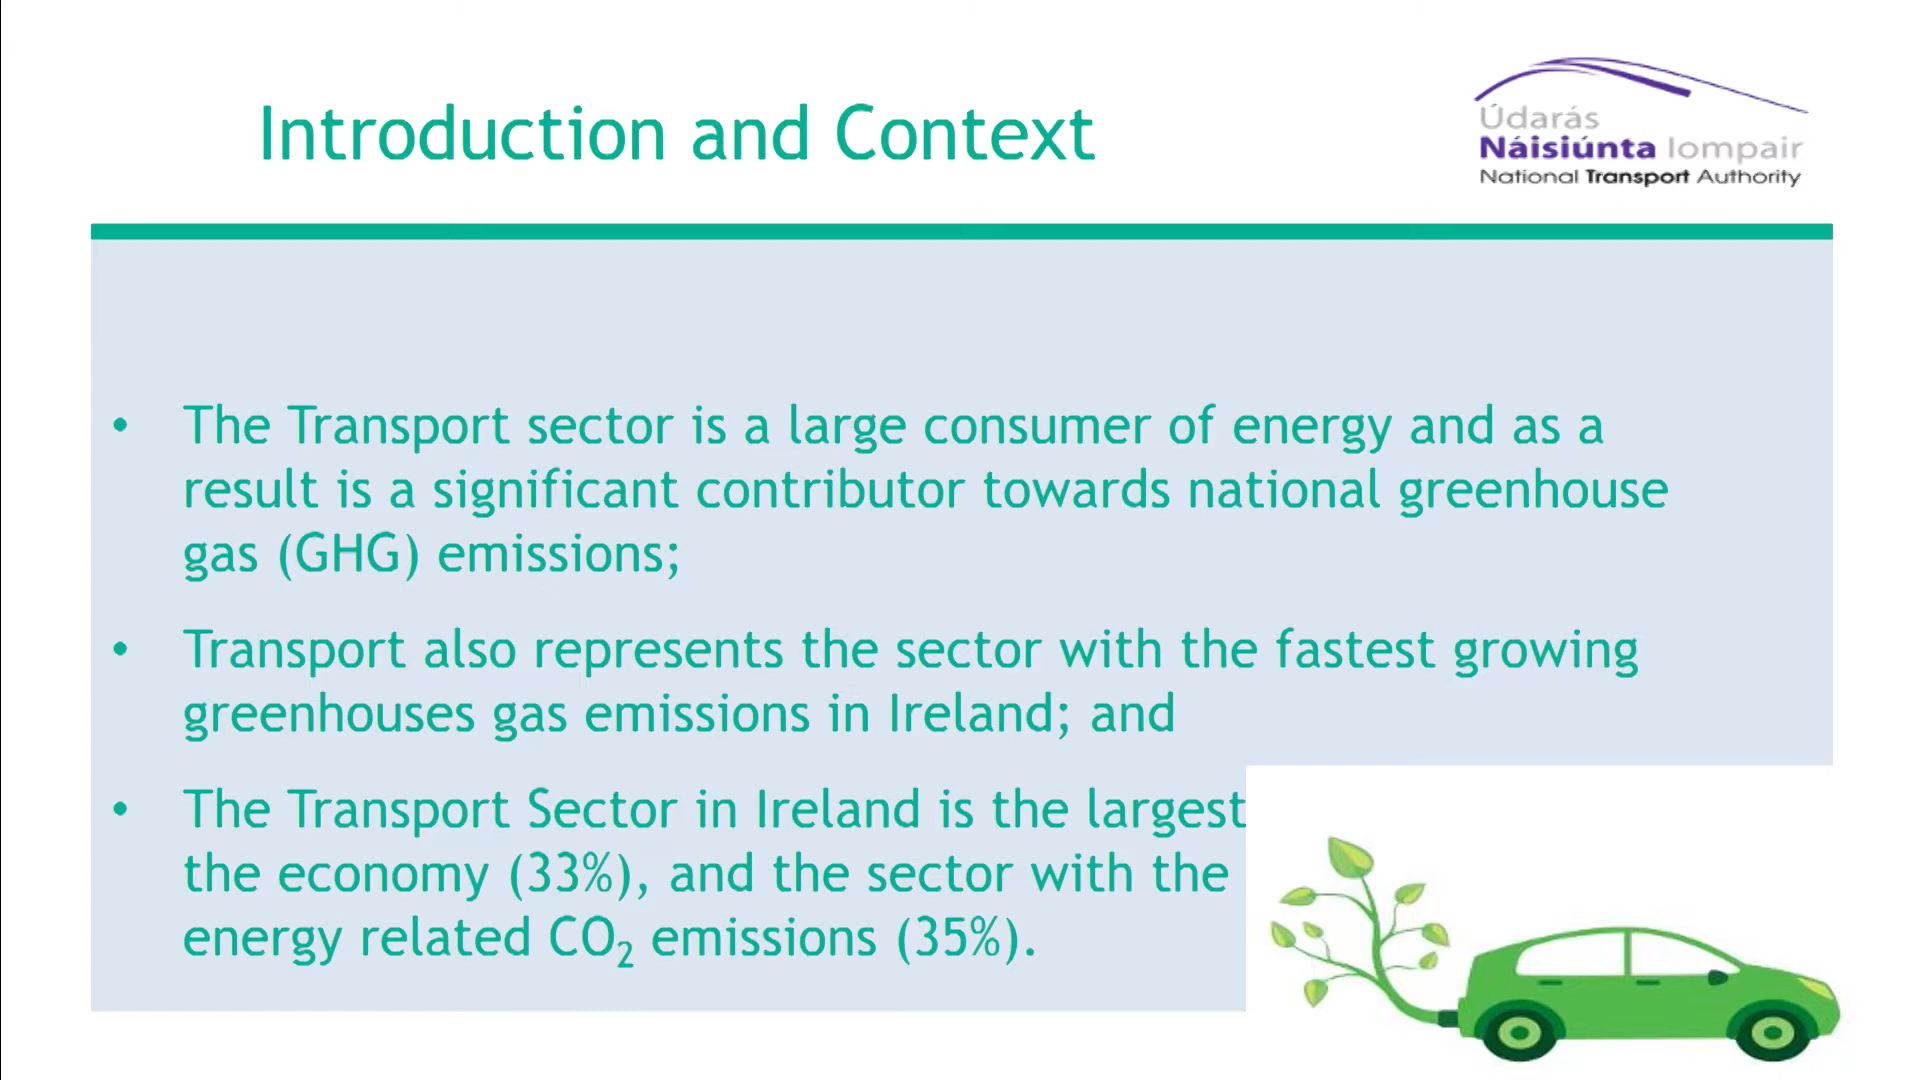 Introduction and Context
Údarás
Náisiúnta Iompair
National Transport Authority
• The Transport sector is a large consumer of energy and as a
result is a significant contributor towards national greenhouse
gas (GHG) emissions;
• Transport also represents the sector with the fastest growing
greenhouses gas emissions in Ireland; and
• The Transport Sector in Ireland is the largest
the economy (33%), and the sector with the
energy related CO₂ emissions (35%).